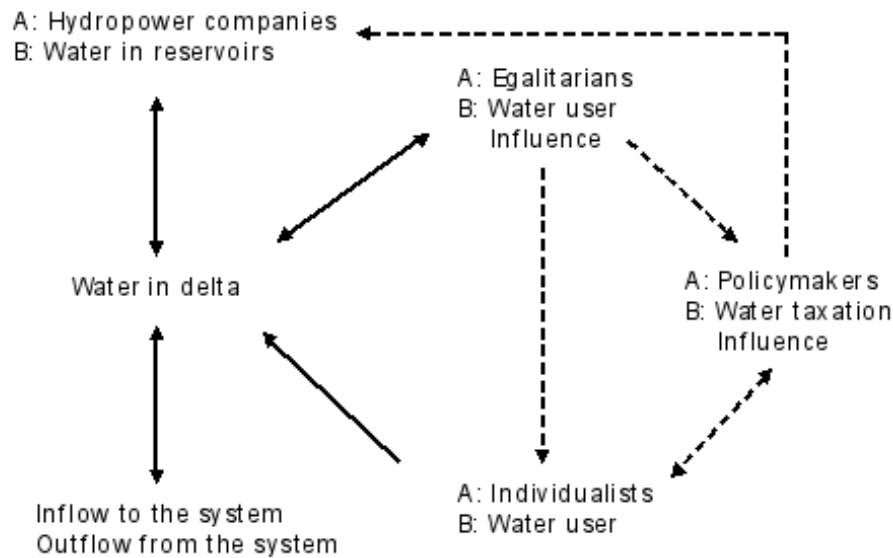 A: Hydropower companies
B: Water in reservoirs
A: Egalitarians
B: Water user
Influence
Water in delta
A: Policymakers
B: Water taxation
Influence
A: Individualists
B: Water user
Inflow to the system
Outflow from the system